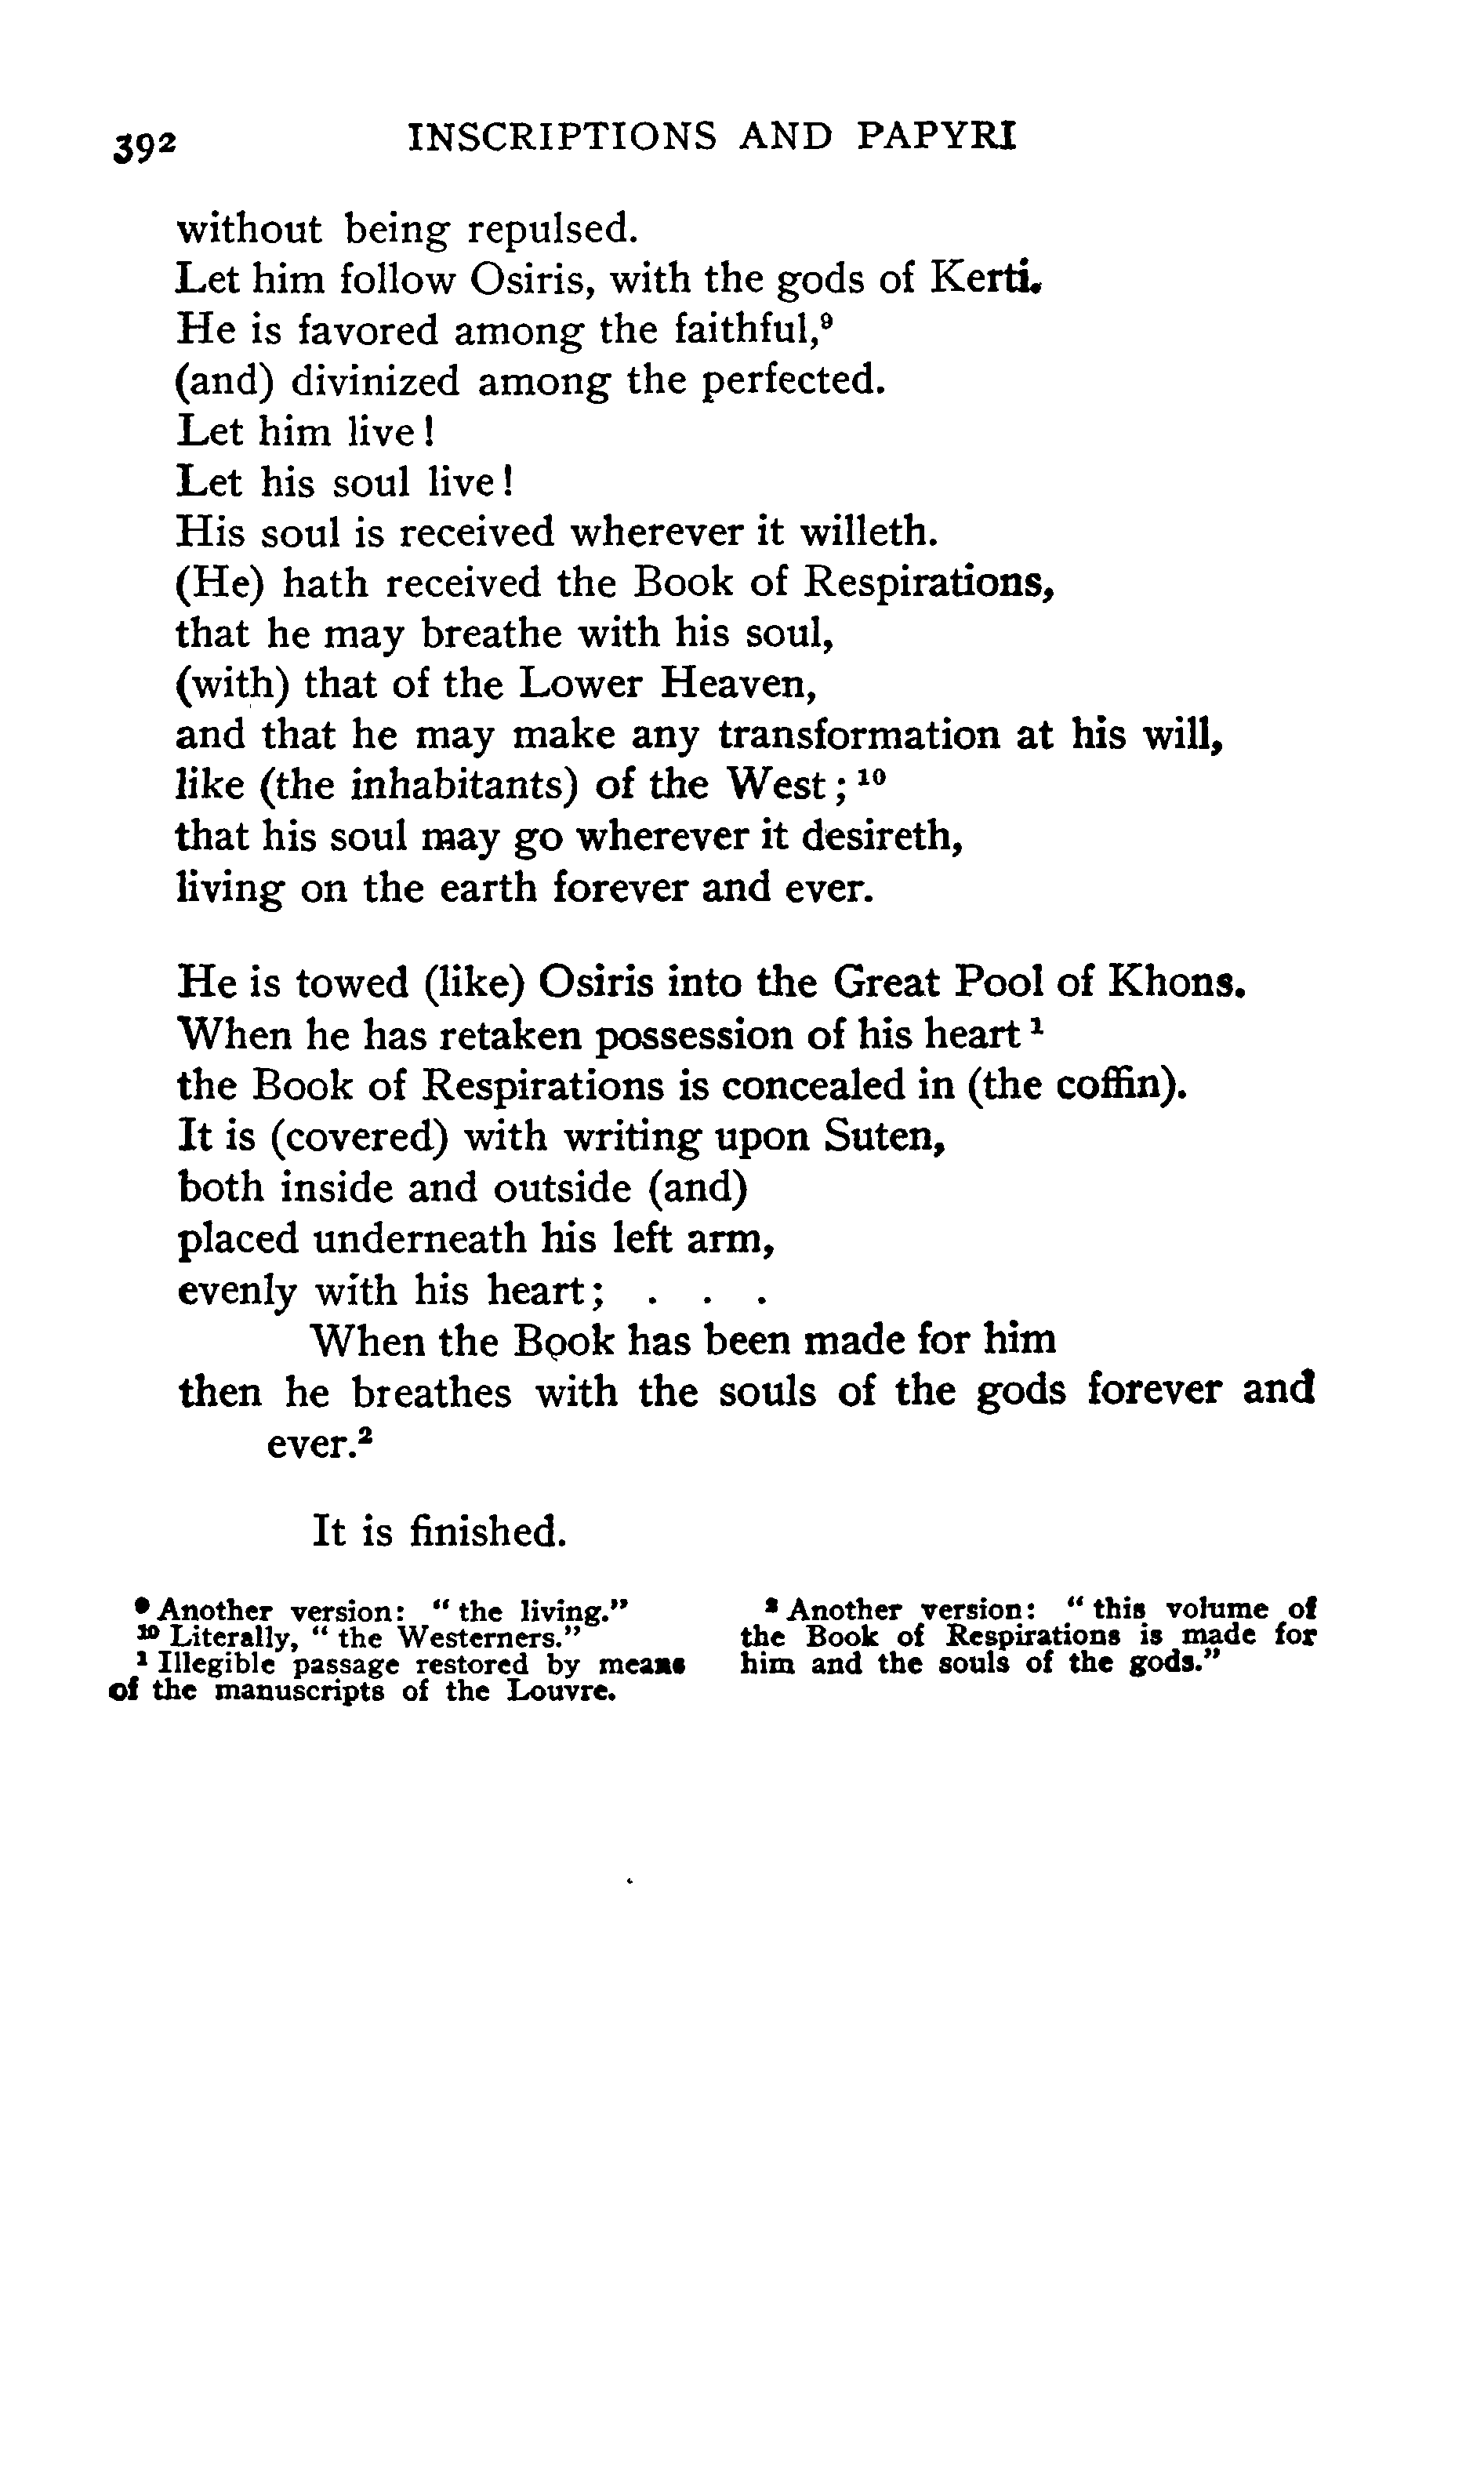 392 INSCRIPTIONS AND PAPYRI
without being repulsed.
Let him follow Osiris, with the gods of Kerti.
He is favored among the faithful,⁹
(and) divinized among the perfected.
Let him live!
Let his soul live!
His soul is received wherever it willeth.
(He) hath received the Book of Respirations,
that he may breathe with his soul,
(with) that of the Lower Heaven,
and that he may make any transformation at his will,
like (the inhabitants) of the West;¹⁰
that his soul may go wherever it desireth,
living on the earth forever and ever.
He is towed (like) Osiris into the Great Pool of Khons.
When he has retaken possession of his heart¹
the Book of Respirations is concealed in (the coffin).
It is (covered) with writing upon Suten,
both inside and outside (and)
placed underneath his left arm,
evenly with his heart; . . .
When the Book has been made for him
then he breathes with the souls of the gods forever and
ever.²
It is finished.
⁹ Another version: "the living."
¹⁰ Literally, "the Westerners."
¹ Illegible passage restored by means
of the manuscripts of the Louvre.
² Another version: "this volume of
the Book of Respirations is made for
him and the souls of the gods."